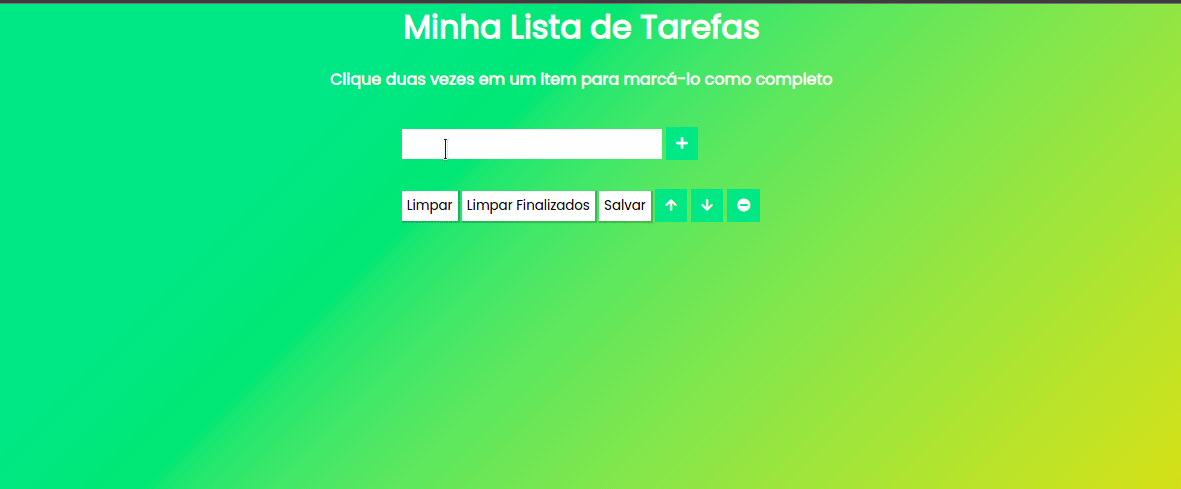 Minha Lista de Tarefas
Clique duas vezes em um item para marcá-lo como completo
Limpar Limpar Finalizados Salvar